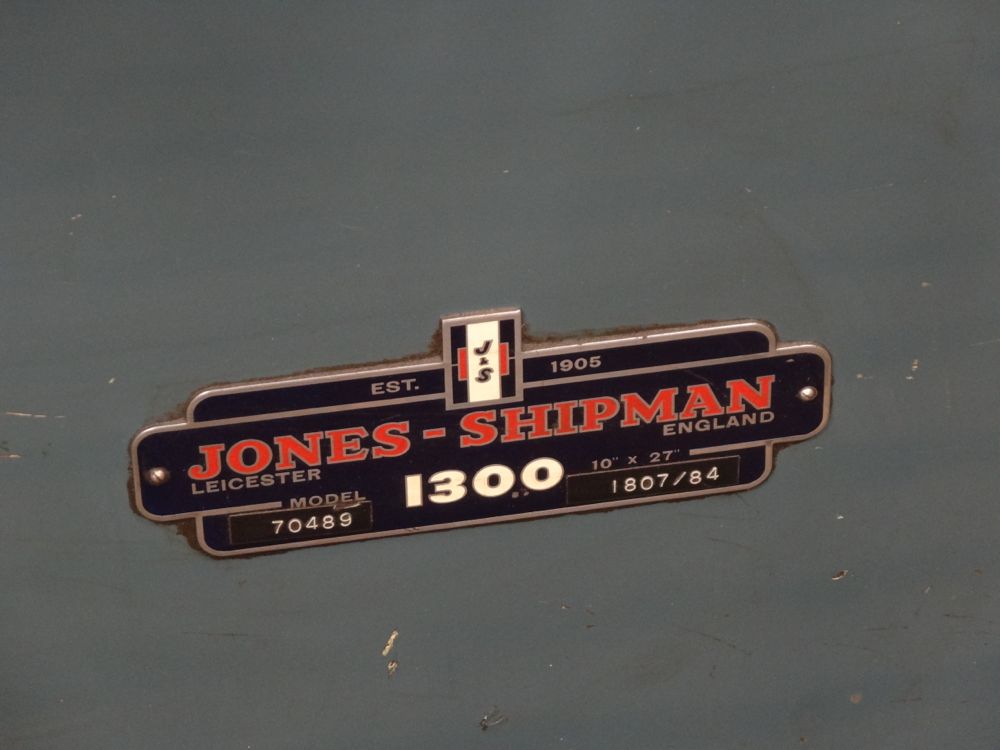 J&S
EST. 1905
JONES-SHIPMAN
LEICESTER ENGLAND
MODEL 1300 10" x 27"
70489 1807/84